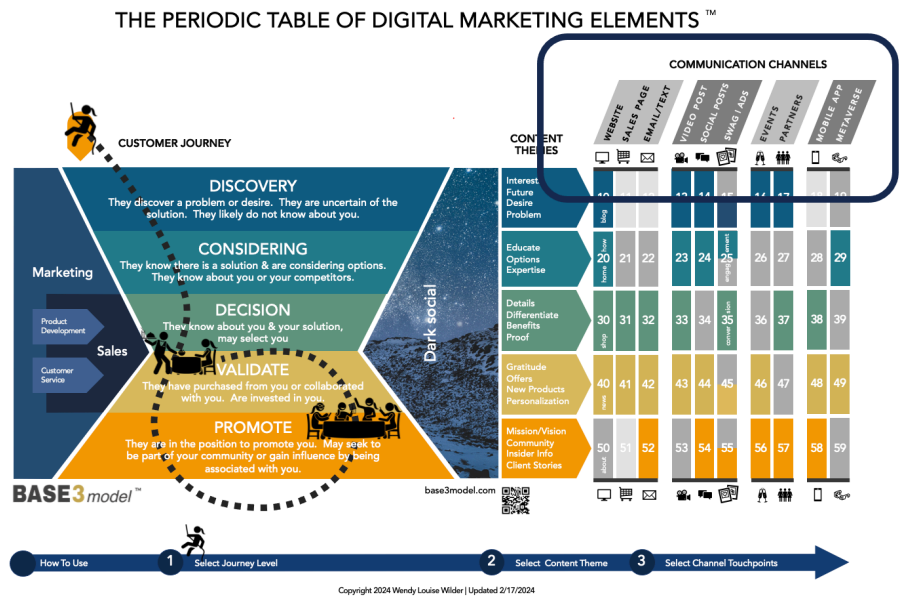 THE PERIODIC TABLE OF DIGITAL MARKETING ELEMENTS ™
COMMUNICATION CHANNELS
WEBSITE
SALES PAGE
EMAIL/TEXT
VIDEO POST
SOCIAL POSTS
SWAG | ADS
EVENTS
PARTNERS
MOBILE APP
METAVERSE
CUSTOMER JOURNEY
CONTENT
THEMES
DISCOVERY
They discover a problem or desire. They are uncertain of the
solution. They likely do not know about you.
Interest
Future
Desire
Problem
10 11 12 13 14 15 16 17 18 19
blog
CONSIDERING
They know there is a solution & are considering options.
They know about you or your competitors.
Educate
Options
Expertise
20 21 22 23 24 25 26 27 28 29
home
how
Marketing
Product
Development
Sales
Customer
Service
DECISION
They know about you & your solution,
may select you
Dark social
Details
Differentiate
Benefits
Proof
30 31 32 33 34 35 36 37 38 39
shop
conver sion
VALIDATE
They have purchased from you or collaborated
with you. Are invested in you.
Gratitude
Offers
New Products
Personalization
40 41 42 43 44 45 46 47 48 49
news
PROMOTE
They are in the position to promote you. May seek to
be part of your community or gain influence by being
associated with you.
Mission/Vision
Community
Insider Info
Client Stories
50 51 52 53 54 55 56 57 58 59
about
BASE3 model ™
base3model.com
How To Use
1 Select Journey Level
2 Select Content Theme
3 Select Channel Touchpoints
Copyright 2024 Wendy Louise Wilder | Updated 2/17/2024